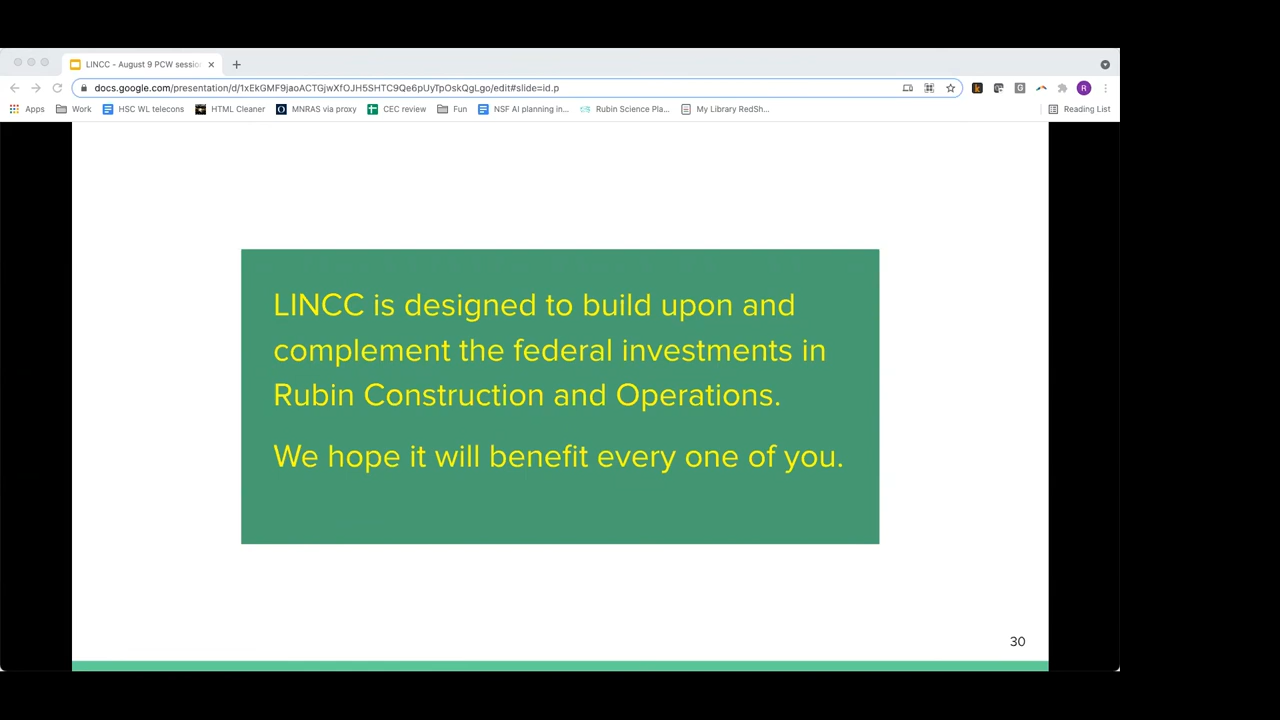 LINCC - August 9 PCW session
docs.google.com/presentation/d/1xEkGMF9jaoACTGjwXfOJH5SHTC9Qe6pUyTpOskQgLgo/edit#slide=id.p
Apps Work HSC WL telecons HTML Cleaner MNRAS via proxy CEC review Fun NSF AI planning in... Rubin Science Pla... My Library RedSh... Reading List
LINCC is designed to build upon and
complement the federal investments in
Rubin Construction and Operations.
We hope it will benefit every one of you.
30